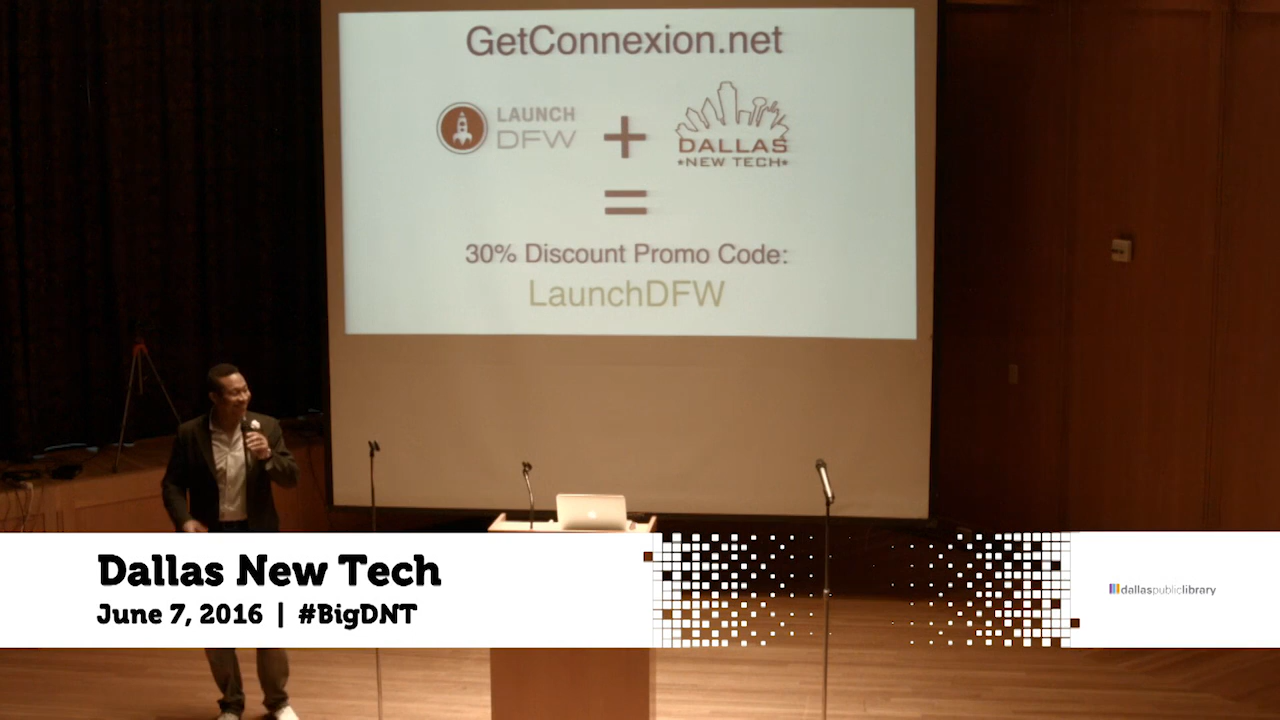 GetConnexion.net
LAUNCH
DFW
+
DALLAS
★NEW TECH★
=
30% Discount Promo Code:
LaunchDFW
Dallas New Tech
June 7, 2016 | #BigDNT
dallaspubliclibrary